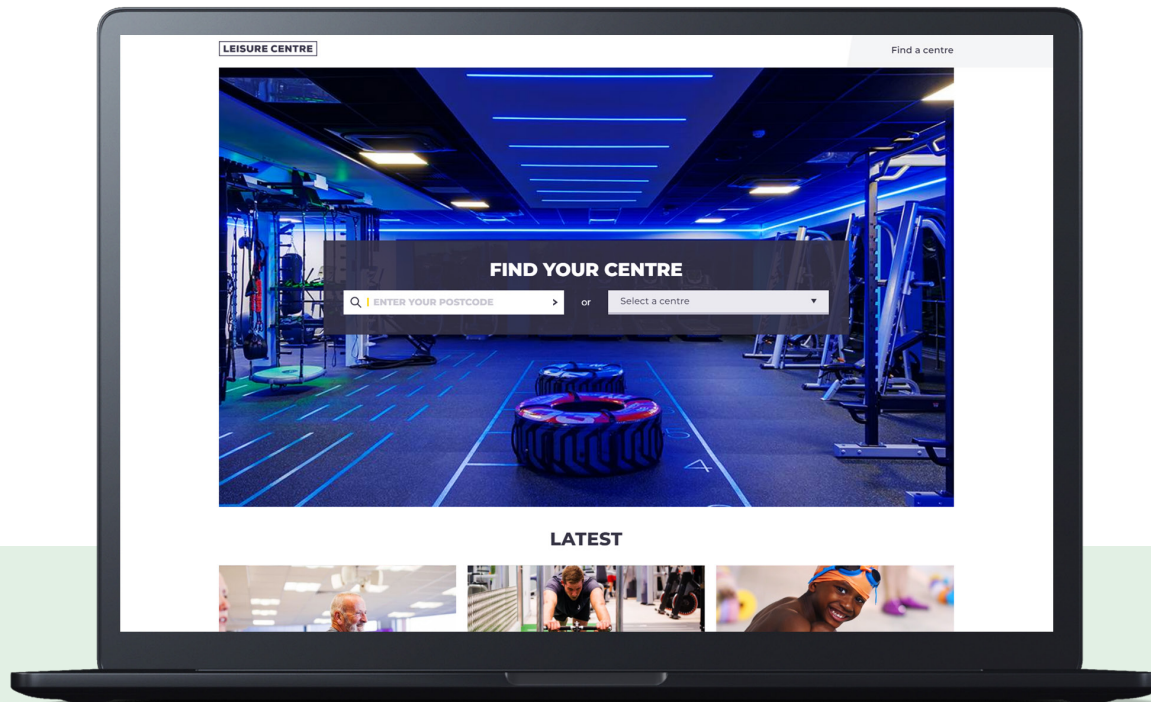 LEISURE CENTRE
Find a centre
FIND YOUR CENTRE
ENTER YOUR POSTCODE > or Select a centre
LATEST